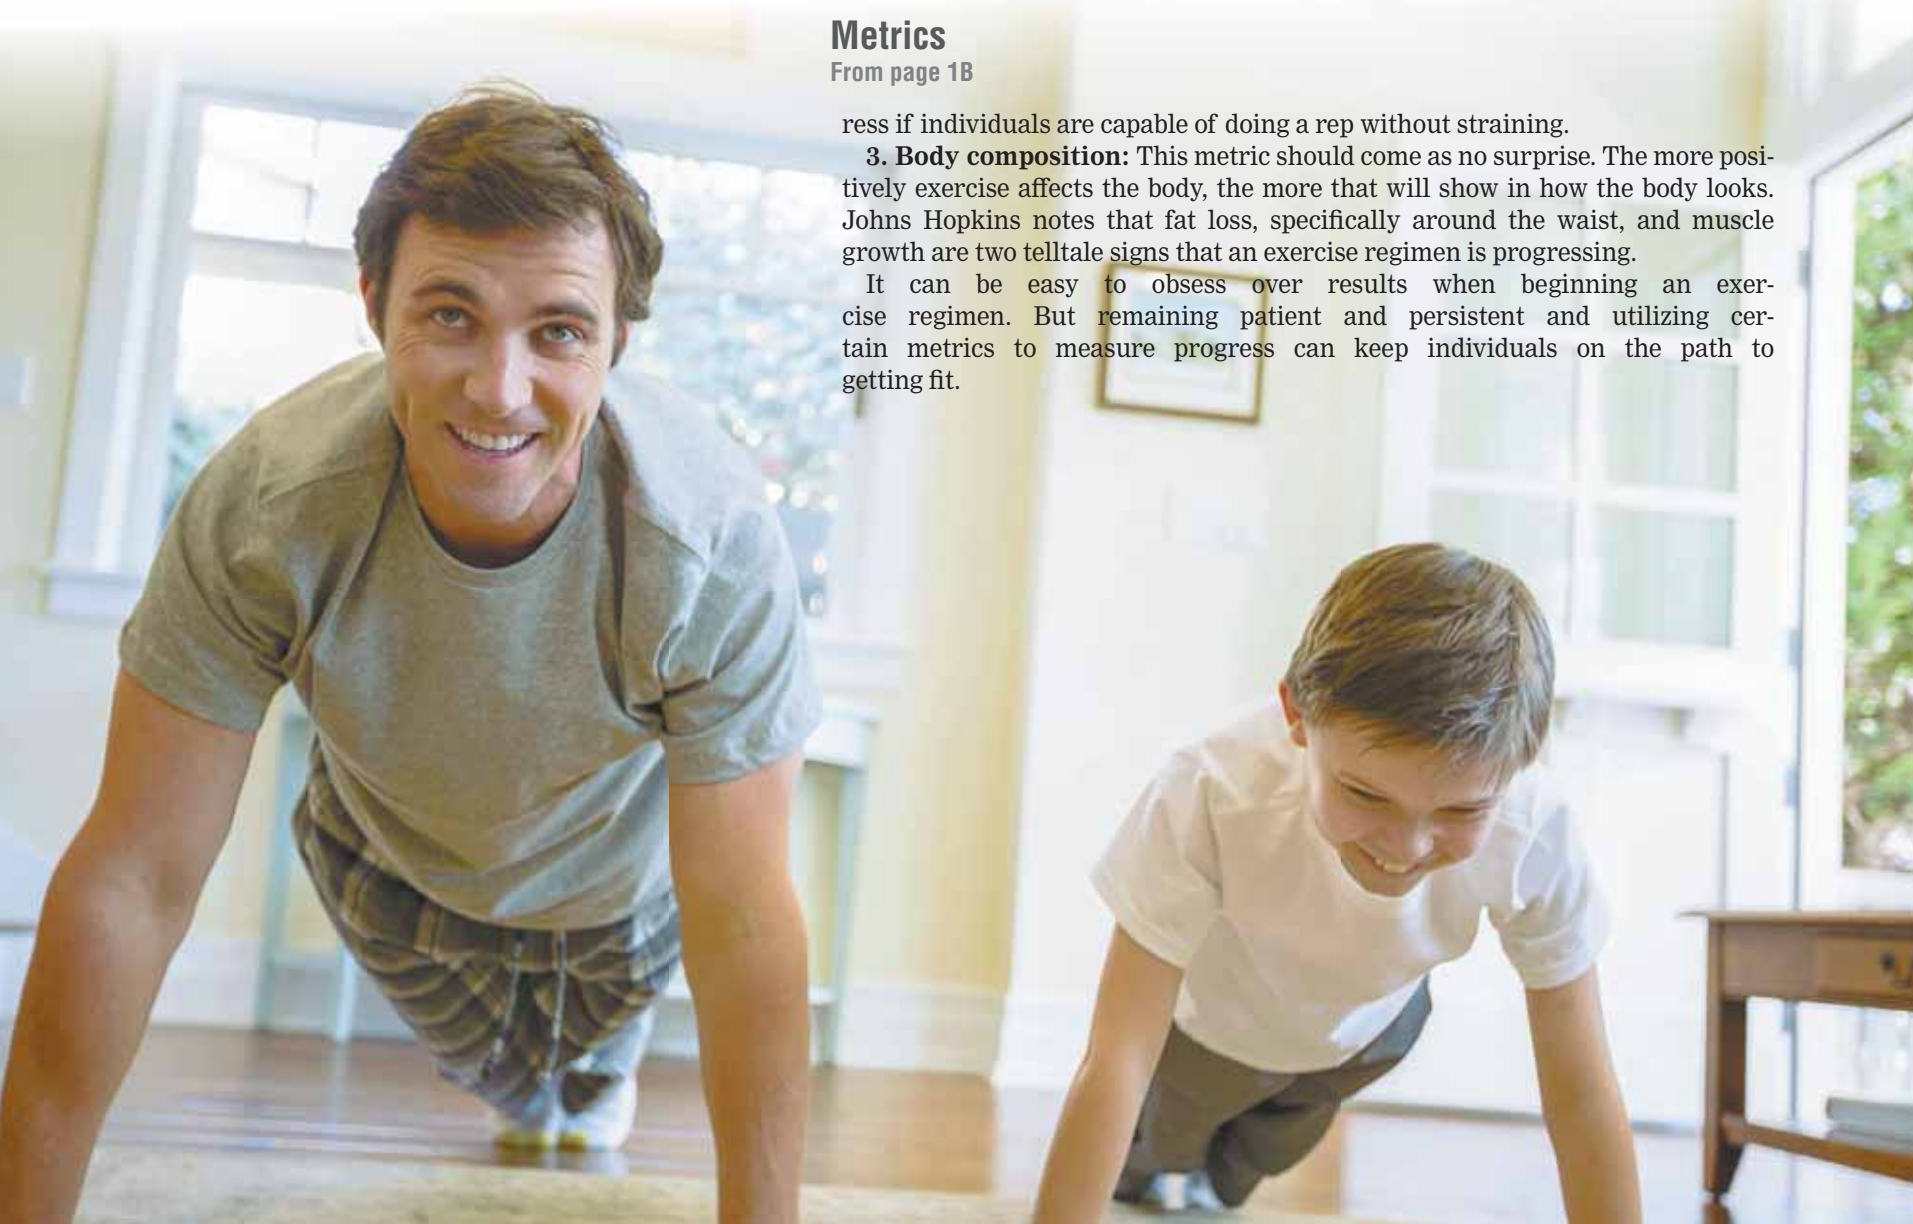 Metrics
From page 1B
ress if individuals are capable of doing a rep without straining.
3. Body composition: This metric should come as no surprise. The more posi-
tively exercise affects the body, the more that will show in how the body looks.
Johns Hopkins notes that fat loss, specifically around the waist, and muscle
growth are two telltale signs that an exercise regimen is progressing.
It can be easy to obsess over results when beginning an exer-
cise regimen. But remaining patient and persistent and utilizing cer-
tain metrics to measure progress can keep individuals on the path to
getting fit.